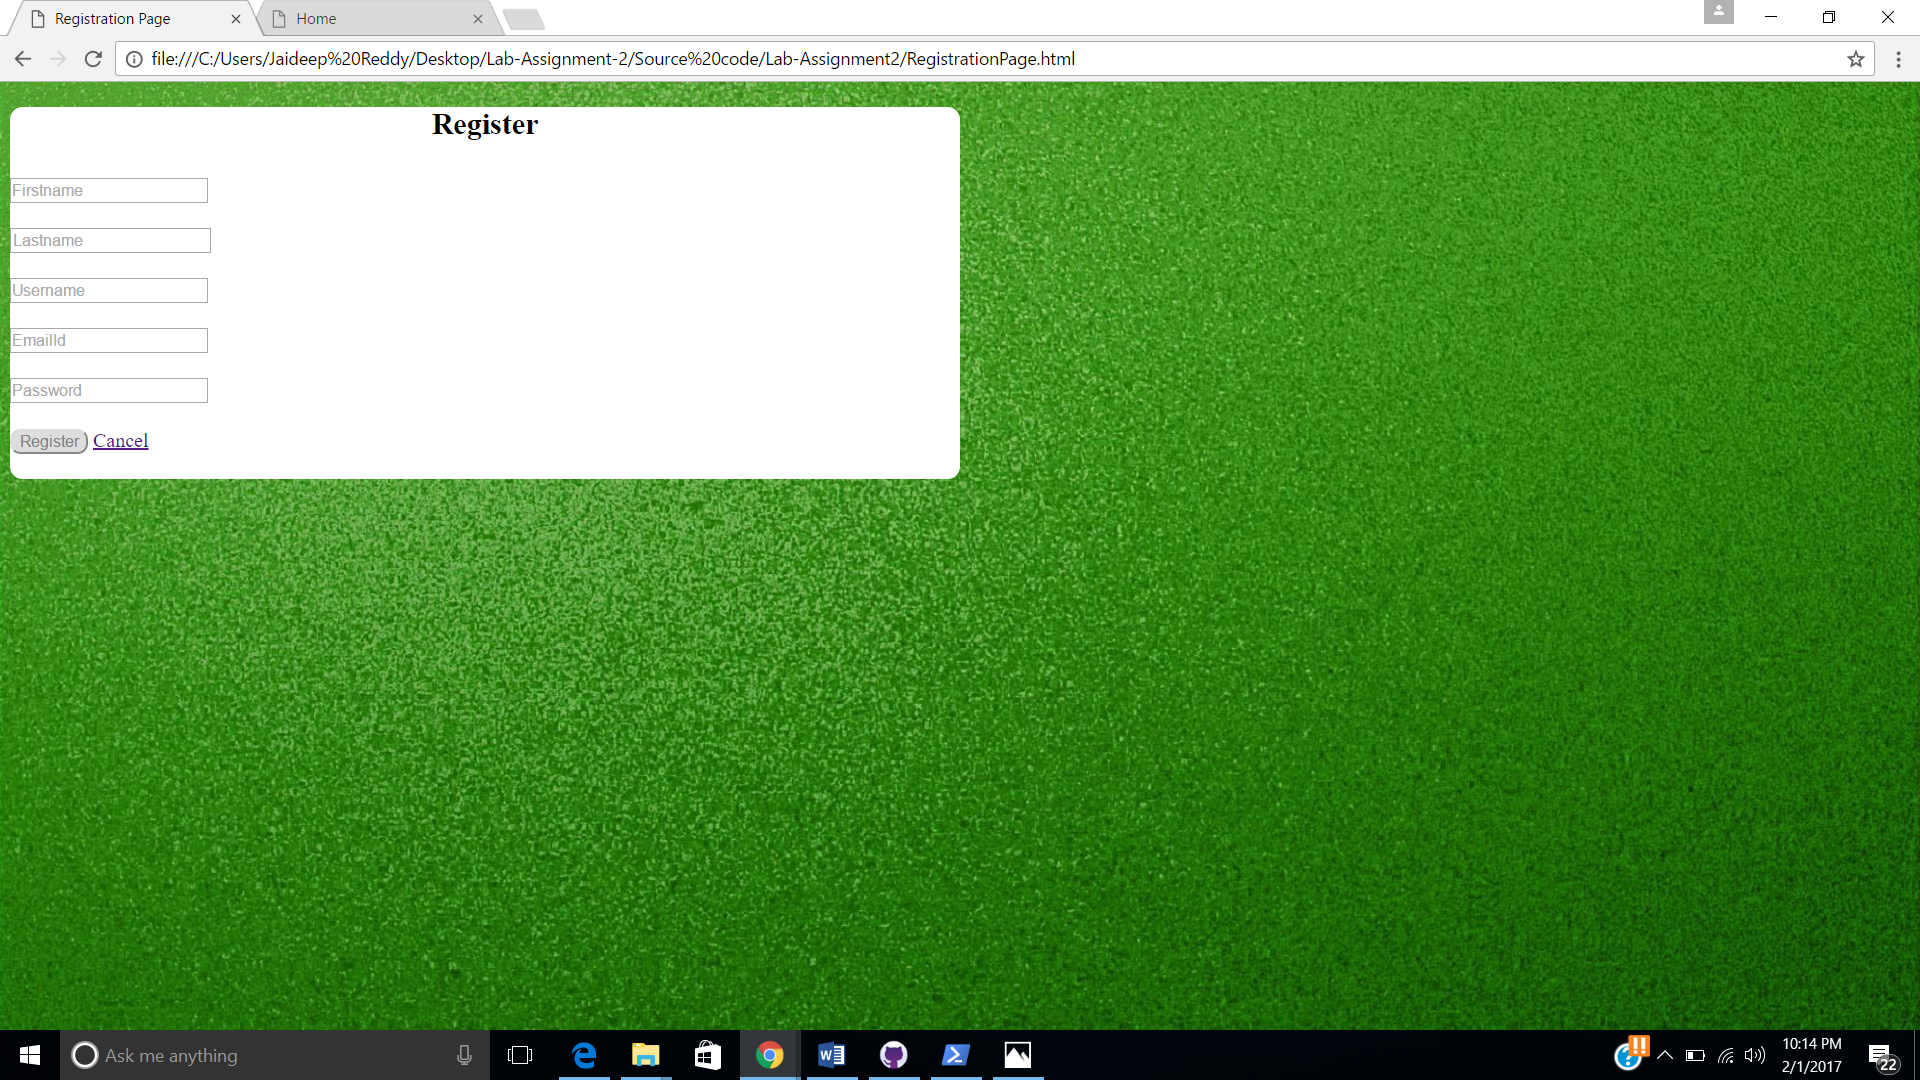 Registration Page
Home
file:///C:/Users/Jaideep%20Reddy/Desktop/Lab-Assignment-2/Source%20code/Lab-Assignment2/RegistrationPage.html
Register
Firstname
Lastname
Username
EmailId
Password
Register Cancel
Ask me anything
10:14 PM
2/1/2017
22